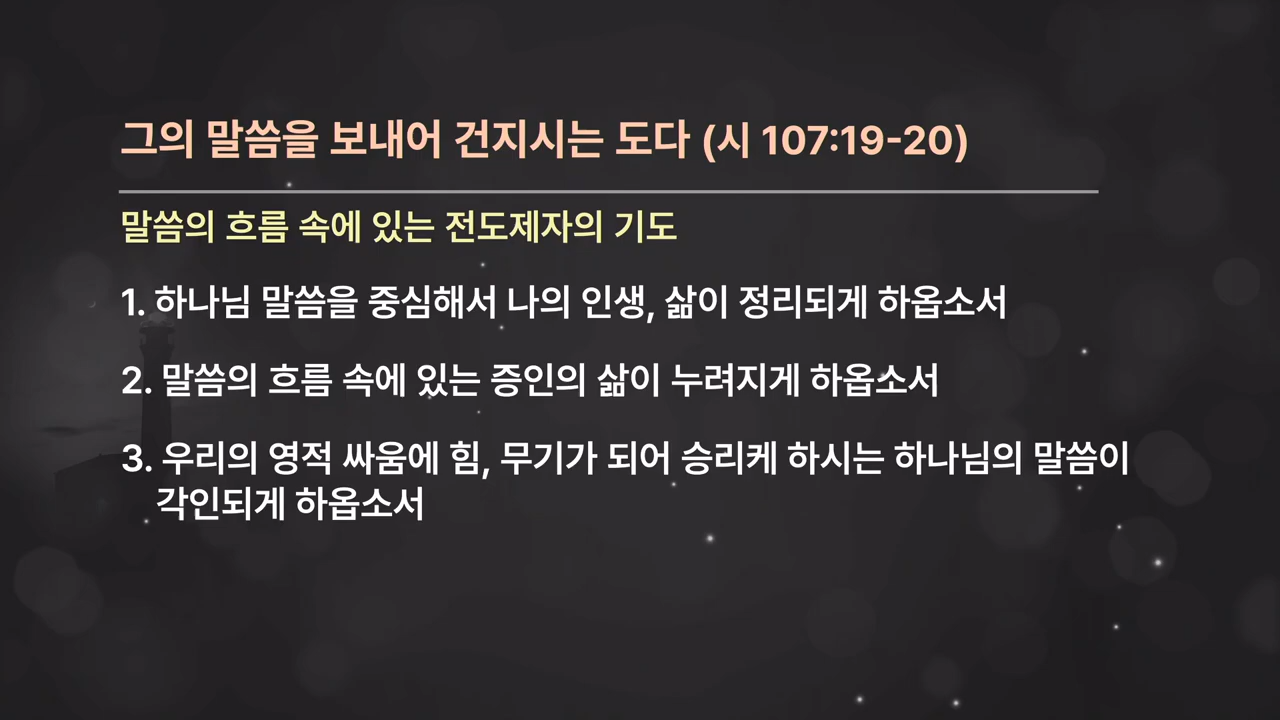 그의 말씀을 보내어 건지시는 도다 (시 107:19-20)
말씀의 흐름 속에 있는 전도제자의 기도
1. 하나님 말씀을 중심해서 나의 인생, 삶이 정리되게 하옵소서
2. 말씀의 흐름 속에 있는 증인의 삶이 누려지게 하옵소서
3. 우리의 영적 싸움에 힘, 무기가 되어 승리케 하시는 하나님의 말씀이
각인되게 하옵소서